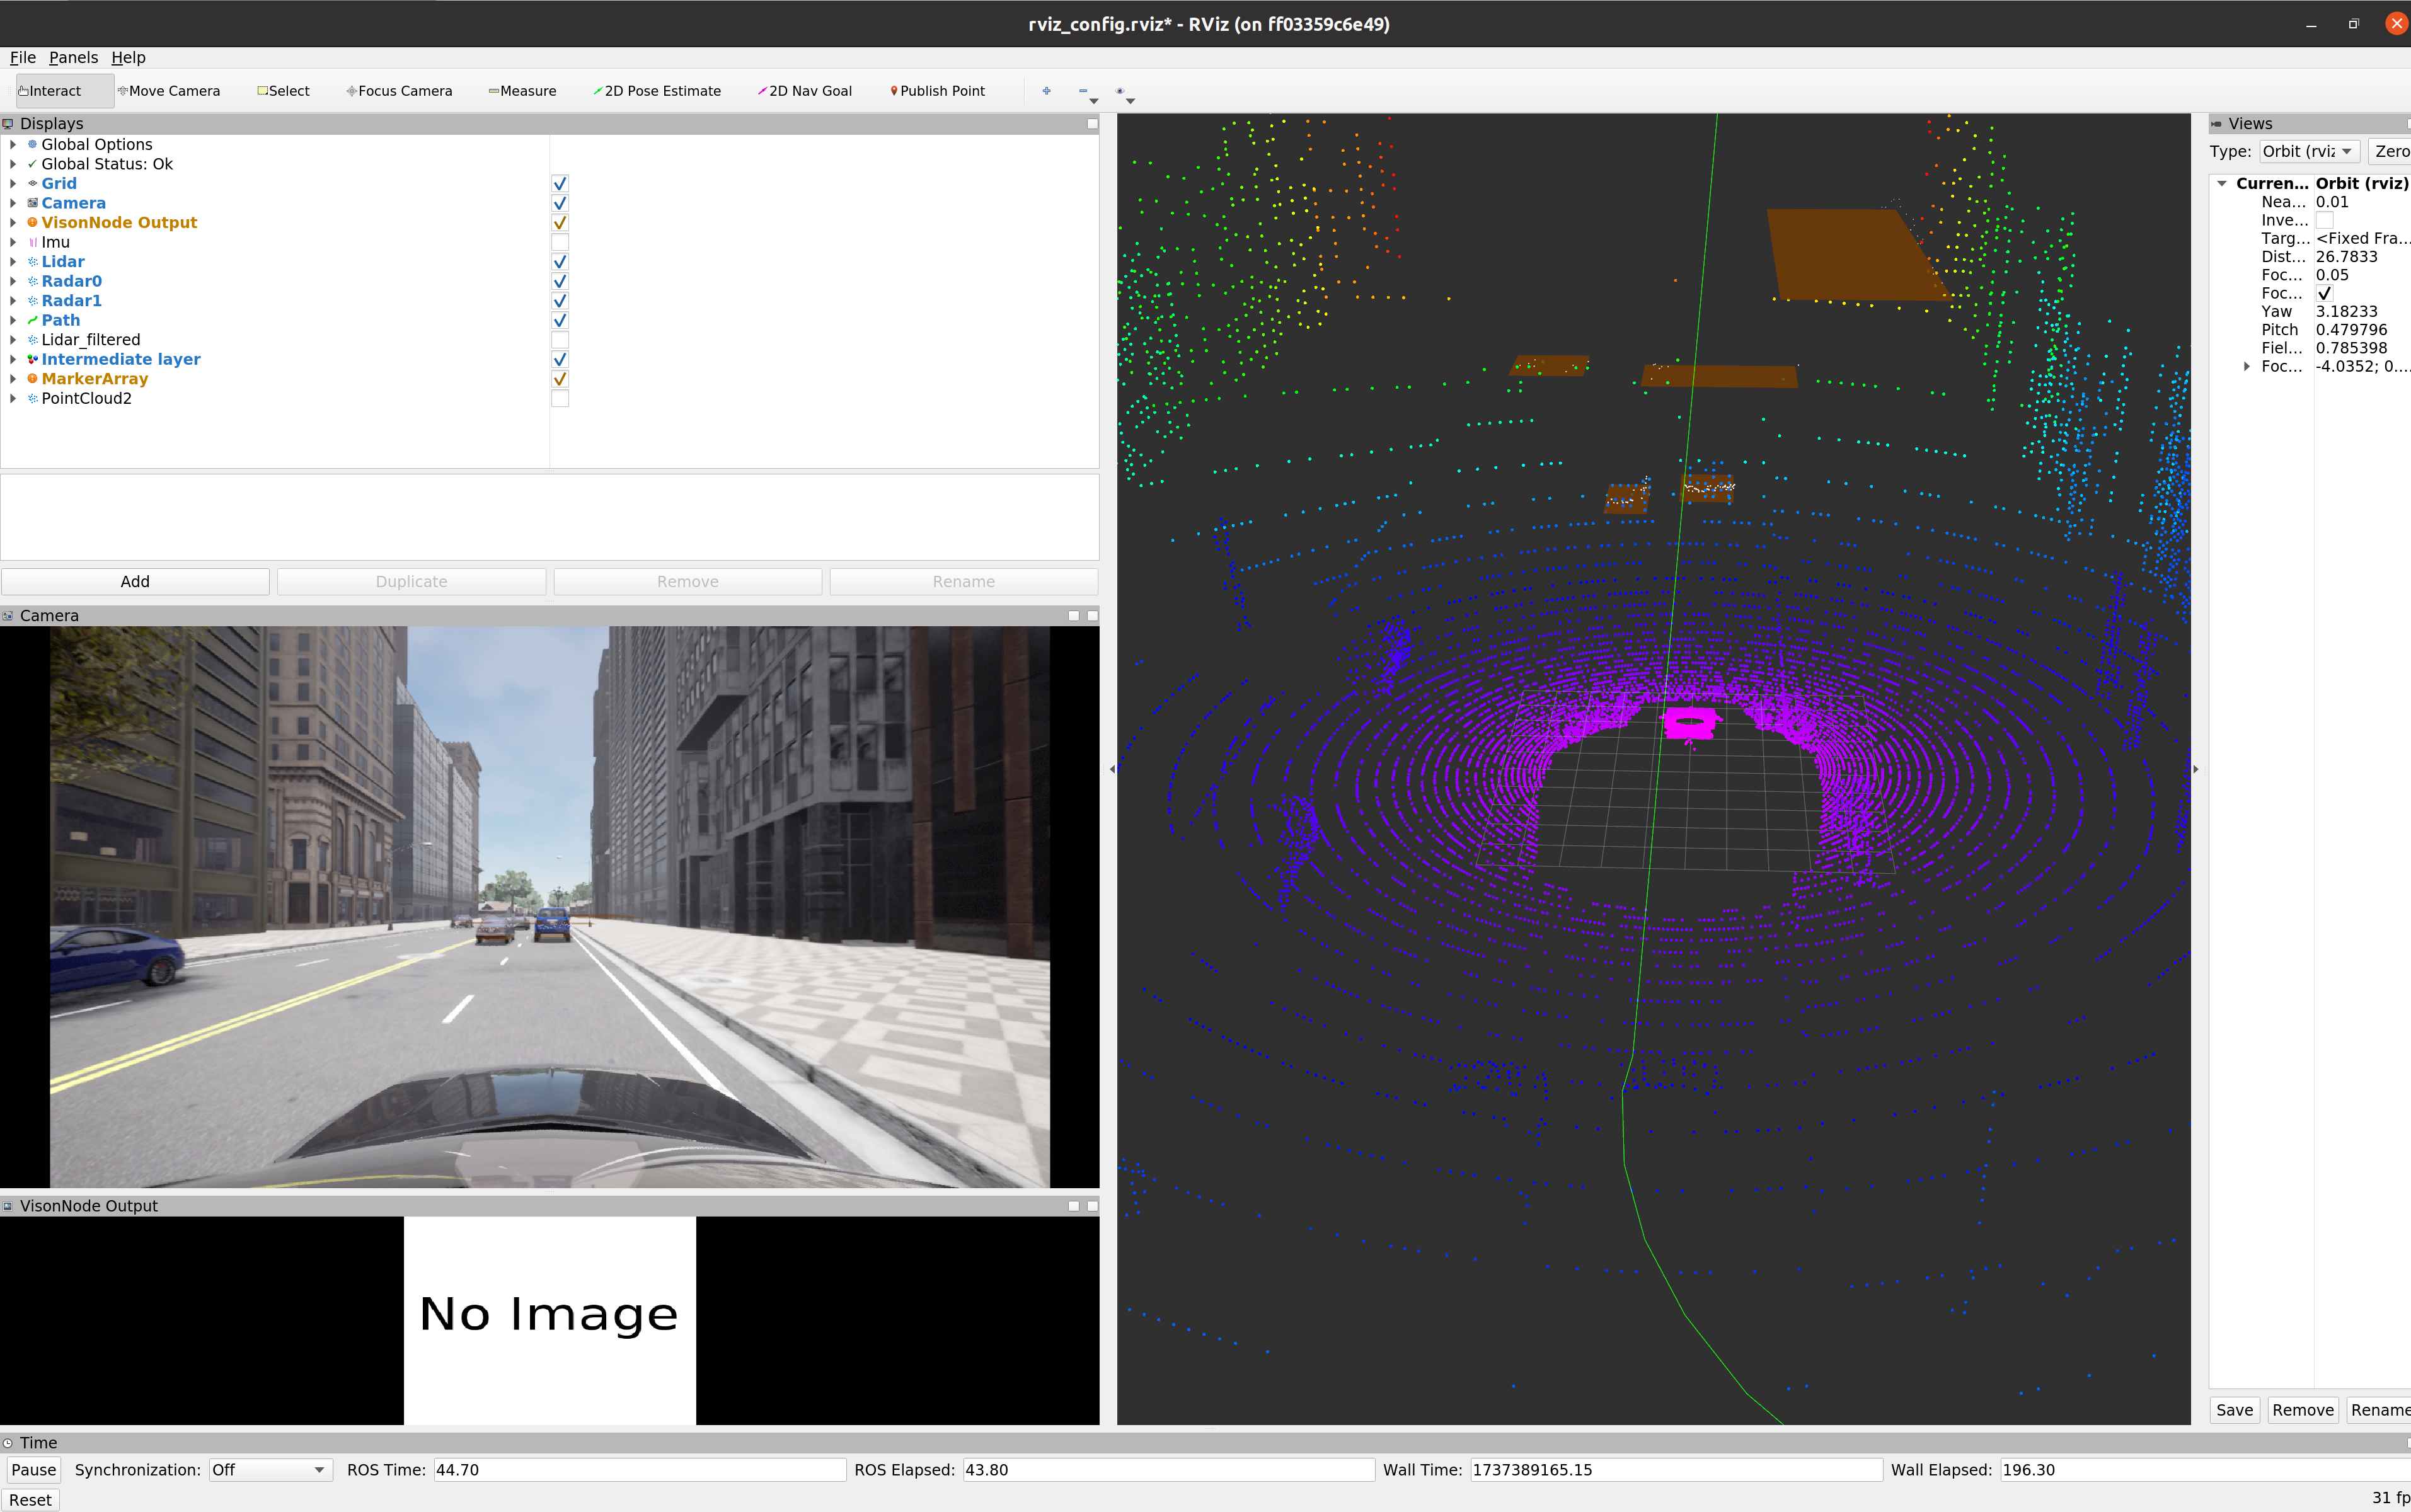 rviz_config.rviz* - RViz (on ff03359c6e49)
File Panels Help
Interact Move Camera Select Focus Camera Measure 2D Pose Estimate 2D Nav Goal Publish Point
Displays
Global Options
Global Status: Ok
Grid
Camera
VisonNode Output
Imu
Lidar
Radar0
Radar1
Path
Lidar_filtered
Intermediate layer
MarkerArray
PointCloud2
Add Duplicate Remove Rename
Camera
VisonNode Output
No Image
Views
Type: Orbit (rviz Zero
Curren... Orbit (rviz)
Nea... 0.01
Inve...
Targ... <Fixed Fra...
Dist... 26.7833
Foc... 0.05
Foc...
Yaw 3.18233
Pitch 0.479796
Fiel... 0.785398
Foc... -4.0352; 0....
Save Remove Rename
Time
Pause Synchronization: Off ROS Time: 44.70 ROS Elapsed: 43.80 Wall Time: 1737389165.15 Wall Elapsed: 196.30
Reset 31 fp